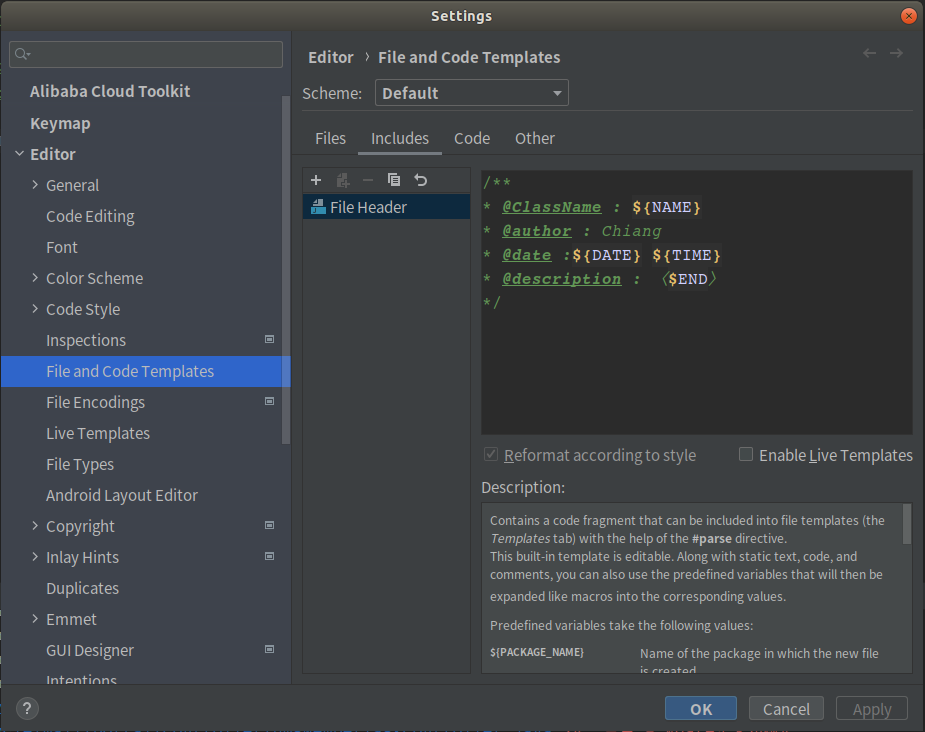 Settings
Editor › File and Code Templates
Scheme: Default
Files Includes Code Other
Alibaba Cloud Toolkit
Keymap
Editor
General
Code Editing
Font
Color Scheme
Code Style
Inspections
File and Code Templates
File Encodings
Live Templates
File Types
Android Layout Editor
Copyright
Inlay Hints
Duplicates
Emmet
GUI Designer
Intentions
File Header
/**
* @ClassName : ${NAME}
* @author : Chiang
* @date :${DATE} ${TIME}
* @description : 〈$END〉
*/
Reformat according to style Enable Live Templates
Description:
Contains a code fragment that can be included into file templates (the
Templates tab) with the help of the #parse directive.
This built-in template is editable. Along with static text, code, and
comments, you can also use the predefined variables that will then be
expanded like macros into the corresponding values.
Predefined variables take the following values:
${PACKAGE_NAME} Name of the package in which the new file
is created
? OK Cancel Apply